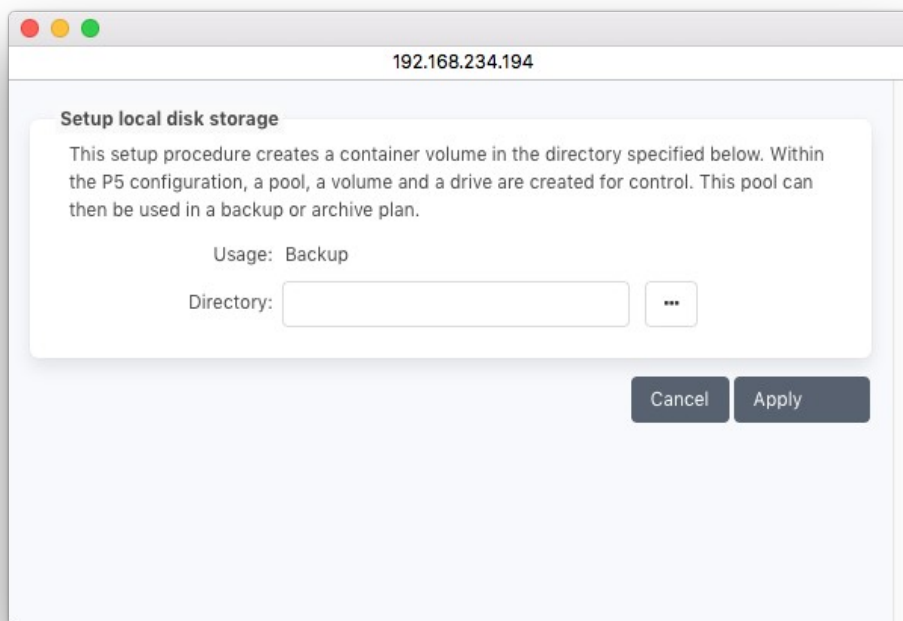 192.168.234.194
Setup local disk storage
This setup procedure creates a container volume in the directory specified below. Within
the P5 configuration, a pool, a volume and a drive are created for control. This pool can
then be used in a backup or archive plan.
Usage: Backup
Directory:
...
Cancel Apply